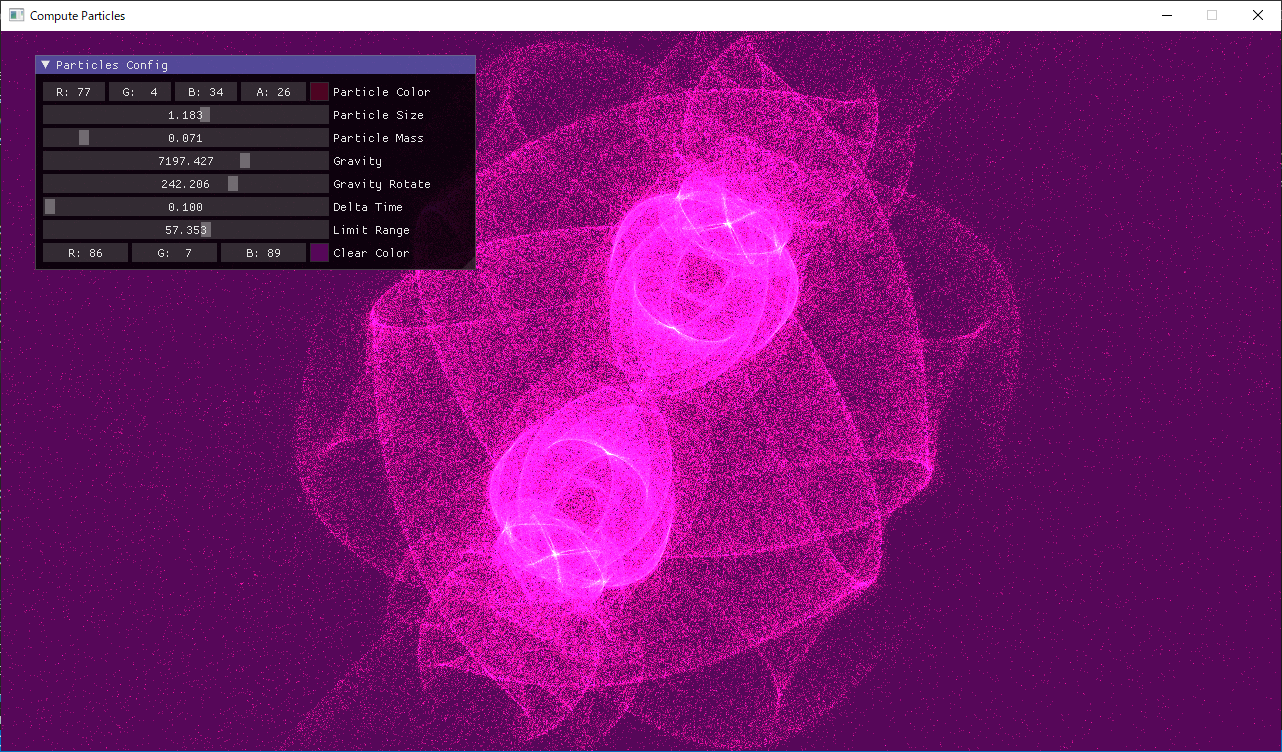 Compute Particles
Particles Config
R: 77 G: 4 B: 34 A: 26 Particle Color
1.183 Particle Size
0.071 Particle Mass
7197.427 Gravity
242.206 Gravity Rotate
0.100 Delta Time
57.353 Limit Range
R: 86 G: 7 B: 89 Clear Color